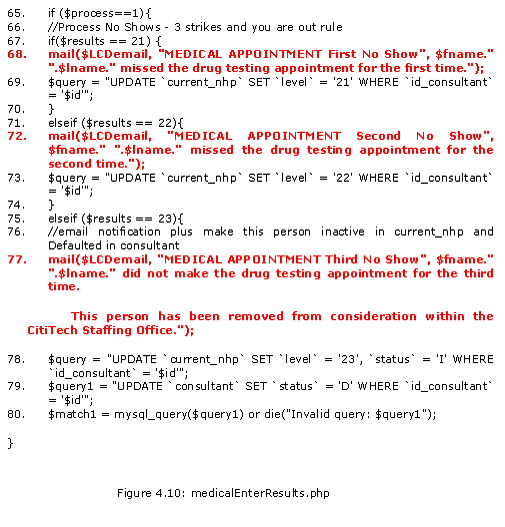 65. if ($process==1){
66. //Process No Shows - 3 strikes and you are out rule
67. if($results == 21) {
68. mail($LCDemail, "MEDICAL APPOINTMENT First No Show", $fname."
".$lname." missed the drug testing appointment for the first time.");
69. $query = "UPDATE `current_nhp` SET `level` = '21' WHERE `id_consultant`
= '$id'";
70. }
71. elseif ($results == 22){
72. mail($LCDemail, "MEDICAL APPOINTMENT Second No Show",
$fname." ".$lname." missed the drug testing appointment for the
second time.");
73. $query = "UPDATE `current_nhp` SET `level` = '22' WHERE `id_consultant`
= '$id'";
74. }
75. elseif ($results == 23){
76. //email notification plus make this person inactive in current_nhp and
Defaulted in consultant
77. mail($LCDemail, "MEDICAL APPOINTMENT Third No Show", $fname."
".$lname." did not make the drug testing appointment for the third
time.
This person has been removed from consideration within the
CitiTech Staffing Office.");
78. $query = "UPDATE `current_nhp` SET `level` = '23', `status` = 'I' WHERE
`id_consultant` = '$id'";
79. $query1 = "UPDATE `consultant` SET `status` = 'D' WHERE `id_consultant`
= '$id'";
80. $match1 = mysql_query($query1) or die("Invalid query: $query1");
}
Figure 4.10: medicalEnterResults.php